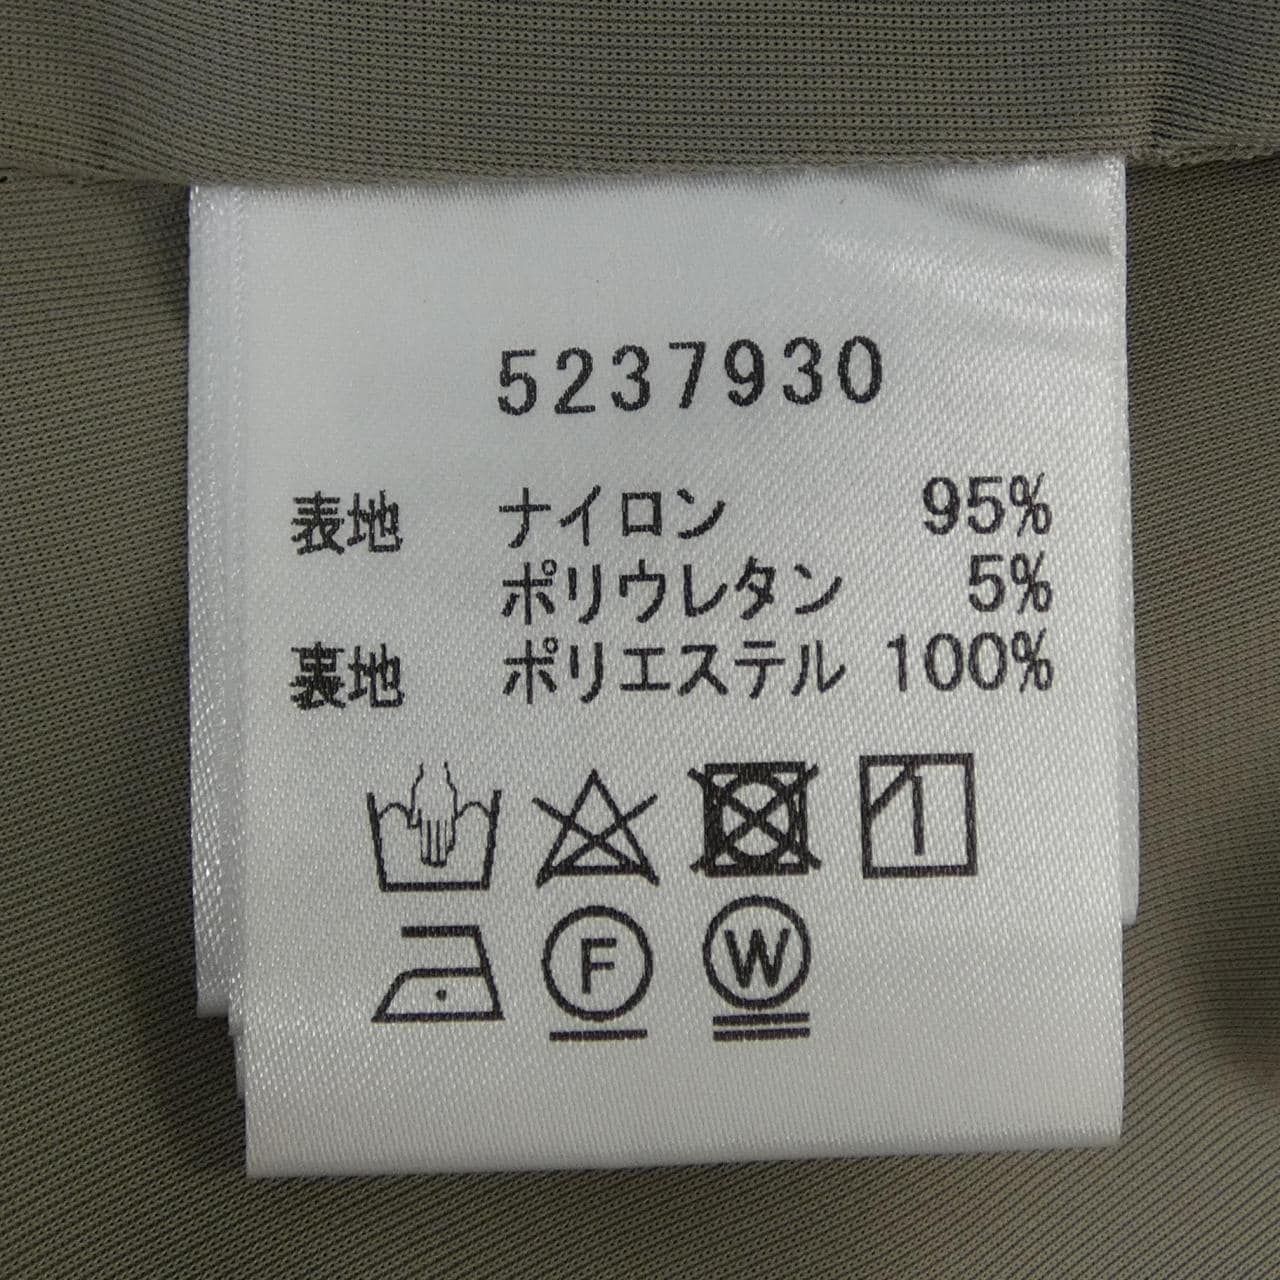 5237930
表地 ナイロン 95%
ポリウレタン 5%
裏地 ポリエステル 100%
F W